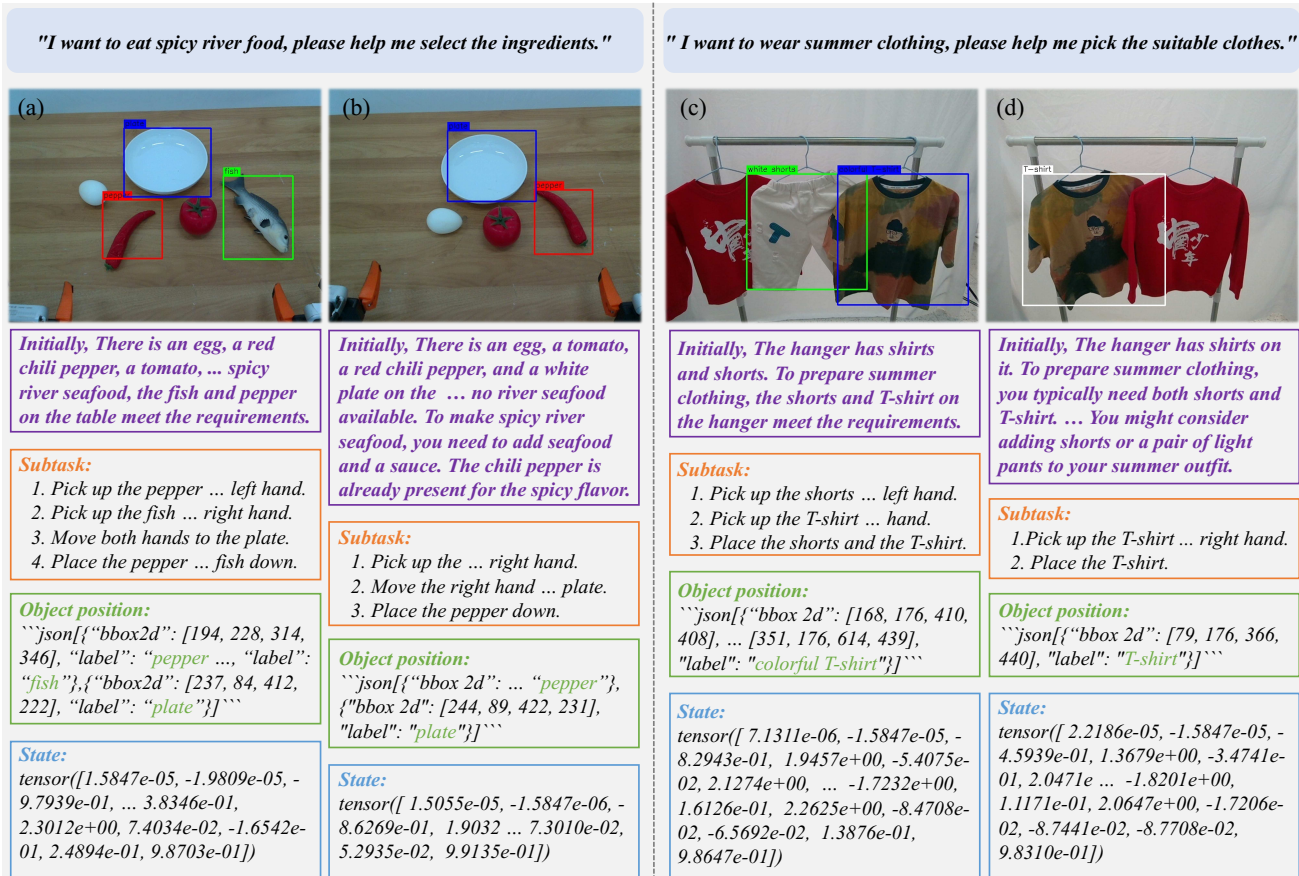 "I want to eat spicy river food, please help me select the ingredients."
(a)
(b)
pepper
fish
pepper
Initially, There is an egg, a red
chili pepper, a tomato, ... spicy
river seafood, the fish and pepper
on the table meet the requirements.
Subtask:
1. Pick up the pepper ... left hand.
2. Pick up the fish ... right hand.
3. Move both hands to the plate.
4. Place the pepper ... fish down.
Object position:
```json[{“bbox2d”: [194, 228, 314,
346], “label”: “pepper ..., “label”:
“fish”},{“bbox2d”: [237, 84, 412,
222], “label”: “plate”}]```
State:
tensor([1.5847e-05, -1.9809e-05, -
9.7939e-01, ... 3.8346e-01,
2.3012e+00, 7.4034e-02, -1.6542e-
01, 2.4894e-01, 9.8703e-01])
Initially, There is an egg, a tomato,
a red chili pepper, and a white
plate on the ... no river seafood
available. To make spicy river
seafood, you need to add seafood
and a sauce. The chili pepper is
already present for the spicy flavor.
Subtask:
1. Pick up the ... right hand.
2. Move the right hand ... plate.
3. Place the pepper down.
Object position:
```json[{“bbox 2d”: ... “pepper”},
{"bbox 2d": [244, 89, 422, 231],
"label": "plate"}]```
State:
tensor([ 1.5055e-05, -1.5847e-06, -
8.6269e-01, 1.9032 ... 7.3010e-02,
5.2935e-02, 9.9135e-01])
" I want to wear summer clothing, please help me pick the suitable clothes."
(c)
(d)
white shorts
T-shirt
中國
少年
中國
少年
Initially, The hanger has shirts
and shorts. To prepare summer
clothing, the shorts and T-shirt on
the hanger meet the requirements.
Subtask:
1. Pick up the shorts ... left hand.
2. Pick up the T-shirt ... hand.
3. Place the shorts and the T-shirt.
Object position:
```json[{“bbox 2d”: [168, 176, 410,
408], ... [351, 176, 614, 439],
"label": "colorful T-shirt"}]```
State:
tensor([ 7.1311e-06, -1.5847e-05, -
8.2943e-01, 1.9457e+00, -5.4075e-
02, 2.1274e+00, ... -1.7232e+00,
1.6126e-01, 2.2625e+00, -8.4708e-
02, -6.5692e-02, 1.3876e-01,
9.8647e-01])
Initially, The hanger has shirts on
it. To prepare summer clothing,
you typically need both shorts and
T-shirt. ... You might consider
adding shorts or a pair of light
pants to your summer outfit.
Subtask:
1.Pick up the T-shirt ... right hand.
2. Place the T-shirt.
Object position:
```json[{“bbox 2d”: [79, 176, 366,
440], "label": "T-shirt"}]```
State:
tensor([ 2.2186e-05, -1.5847e-05, -
4.5939e-01, 1.3679e+00, -3.4741e-
01, 2.0471e ... -1.8201e+00,
1.1171e-01, 2.0647e+00, -1.7206e-
02, -8.7441e-02, -8.7708e-02,
9.8310e-01])